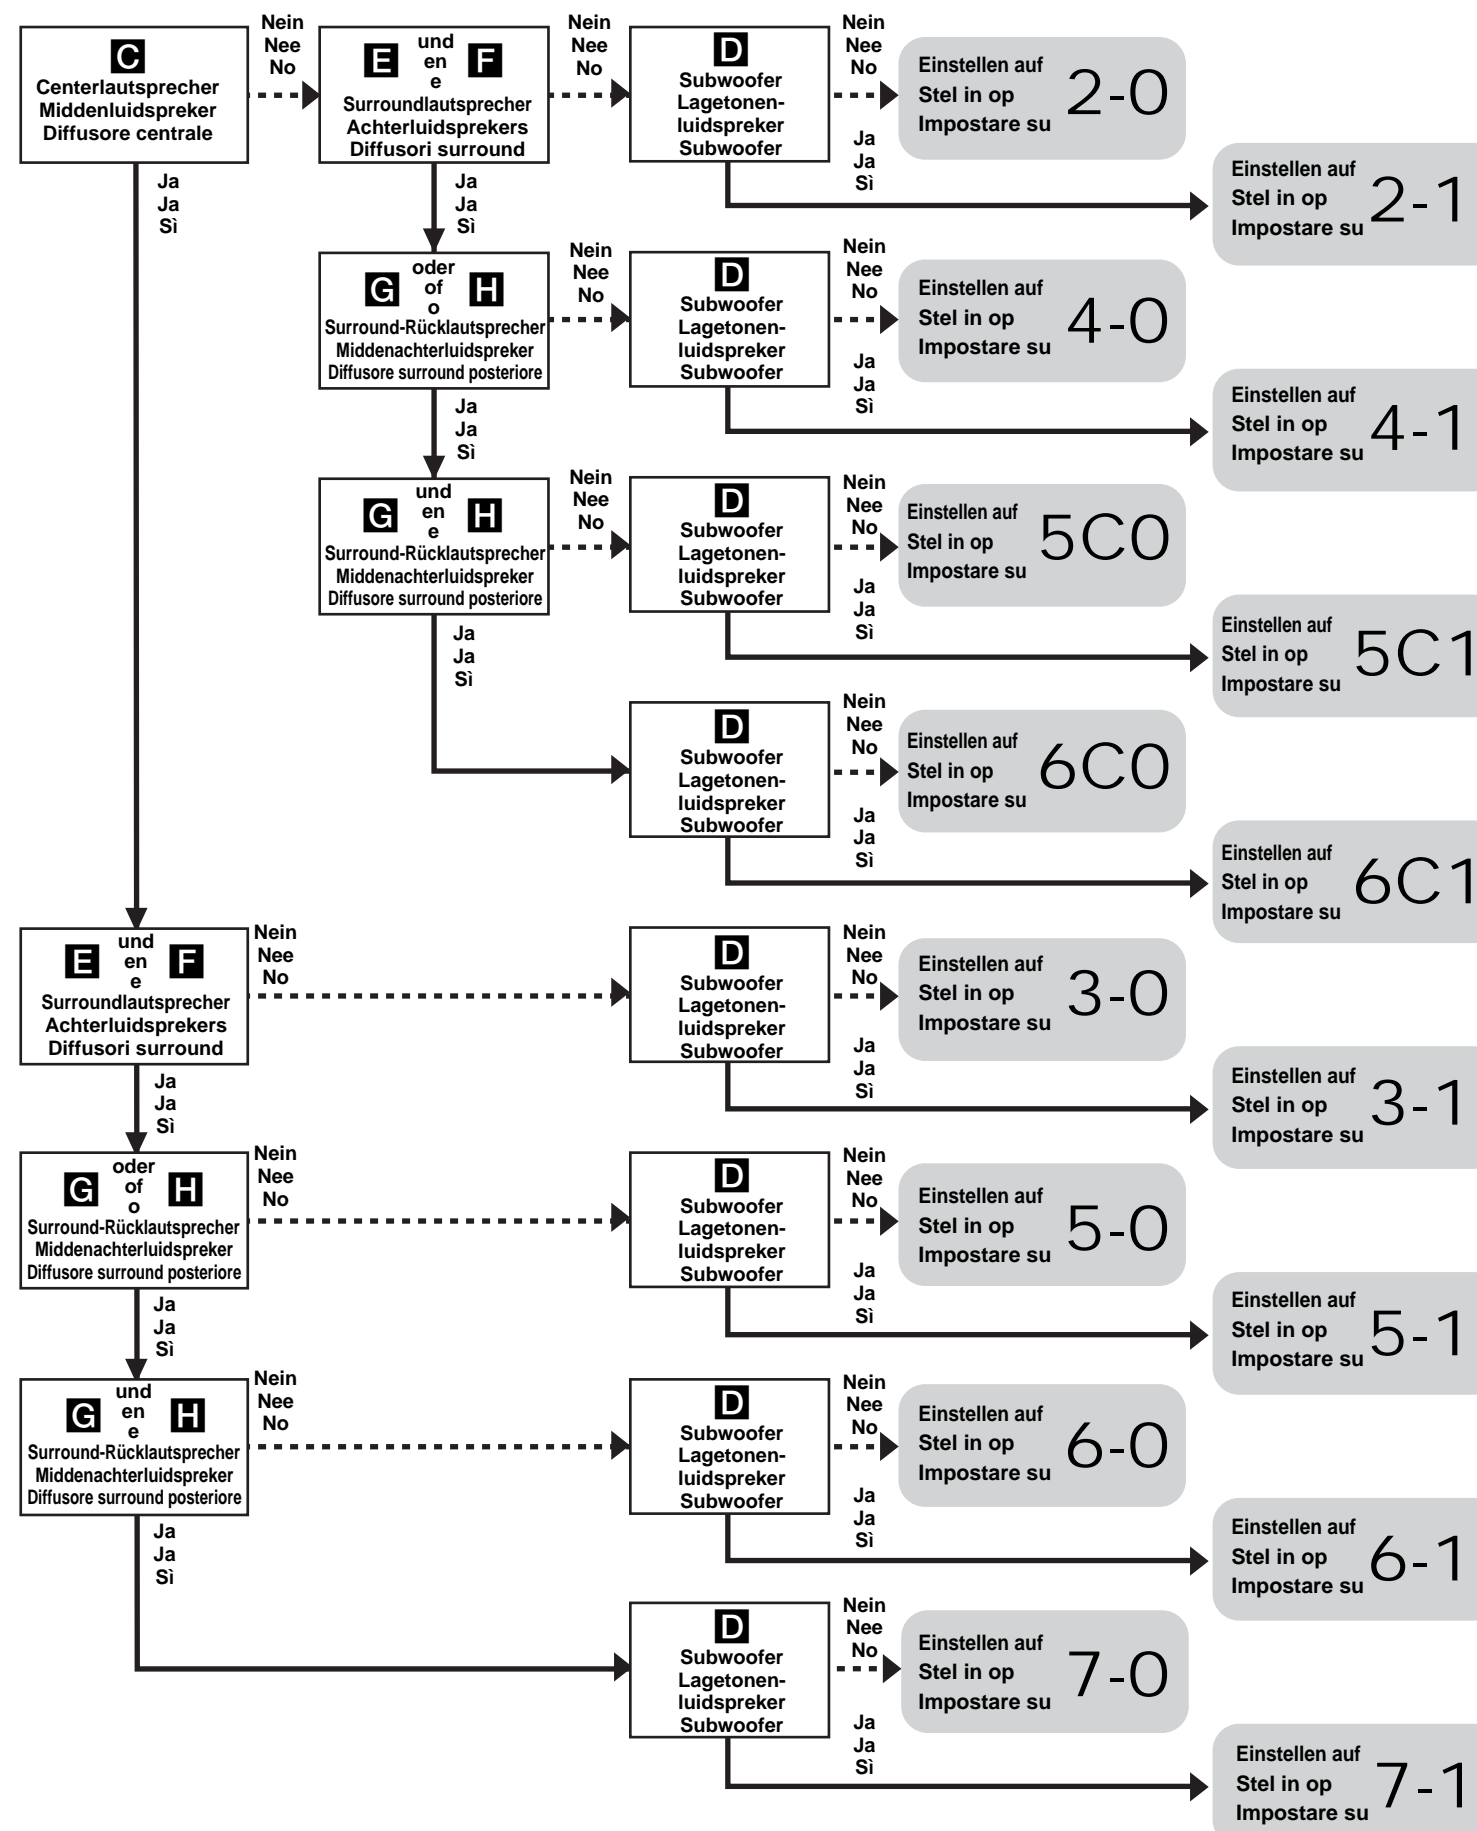 C
Centerlautsprecher
Middenluidspreker
Diffusore centrale
Nein
Nee
No
Ja
Ja
Sì
E und F
en
e
Surroundlautsprecher
Achterluidsprekers
Diffusori surround
Nein
Nee
No
Ja
Ja
Sì
D
Subwoofer
Lagetonen-
luidspreker
Subwoofer
Nein
Nee
No
Ja
Ja
Sì
Einstellen auf
Stel in op
Impostare su
2-0
Einstellen auf
Stel in op
Impostare su
2-1
G oder H
of
o
Surround-Rücklautsprecher
Middenachterluidspreker
Diffusore surround posteriore
Nein
Nee
No
Ja
Ja
Sì
D
Subwoofer
Lagetonen-
luidspreker
Subwoofer
Nein
Nee
No
Ja
Ja
Sì
Einstellen auf
Stel in op
Impostare su
4-0
Einstellen auf
Stel in op
Impostare su
4-1
G und H
en
e
Surround-Rücklautsprecher
Middenachterluidspreker
Diffusore surround posteriore
Nein
Nee
No
Ja
Ja
Sì
D
Subwoofer
Lagetonen-
luidspreker
Subwoofer
Nein
Nee
No
Ja
Ja
Sì
Einstellen auf
Stel in op
Impostare su
5C0
Einstellen auf
Stel in op
Impostare su
5C1
D
Subwoofer
Lagetonen-
luidspreker
Subwoofer
Nein
Nee
No
Ja
Ja
Sì
Einstellen auf
Stel in op
Impostare su
6C0
Einstellen auf
Stel in op
Impostare su
6C1
E und F
en
e
Surroundlautsprecher
Achterluidsprekers
Diffusori surround
Nein
Nee
No
Ja
Ja
Sì
D
Subwoofer
Lagetonen-
luidspreker
Subwoofer
Nein
Nee
No
Ja
Ja
Sì
Einstellen auf
Stel in op
Impostare su
3-0
Einstellen auf
Stel in op
Impostare su
3-1
G oder H
of
o
Surround-Rücklautsprecher
Middenachterluidspreker
Diffusore surround posteriore
Nein
Nee
No
Ja
Ja
Sì
D
Subwoofer
Lagetonen-
luidspreker
Subwoofer
Nein
Nee
No
Ja
Ja
Sì
Einstellen auf
Stel in op
Impostare su
5-0
Einstellen auf
Stel in op
Impostare su
5-1
G und H
en
e
Surround-Rücklautsprecher
Middenachterluidspreker
Diffusore surround posteriore
Nein
Nee
No
Ja
Ja
Sì
D
Subwoofer
Lagetonen-
luidspreker
Subwoofer
Nein
Nee
No
Ja
Ja
Sì
Einstellen auf
Stel in op
Impostare su
6-0
Einstellen auf
Stel in op
Impostare su
6-1
D
Subwoofer
Lagetonen-
luidspreker
Subwoofer
Nein
Nee
No
Ja
Ja
Sì
Einstellen auf
Stel in op
Impostare su
7-0
Einstellen auf
Stel in op
Impostare su
7-1